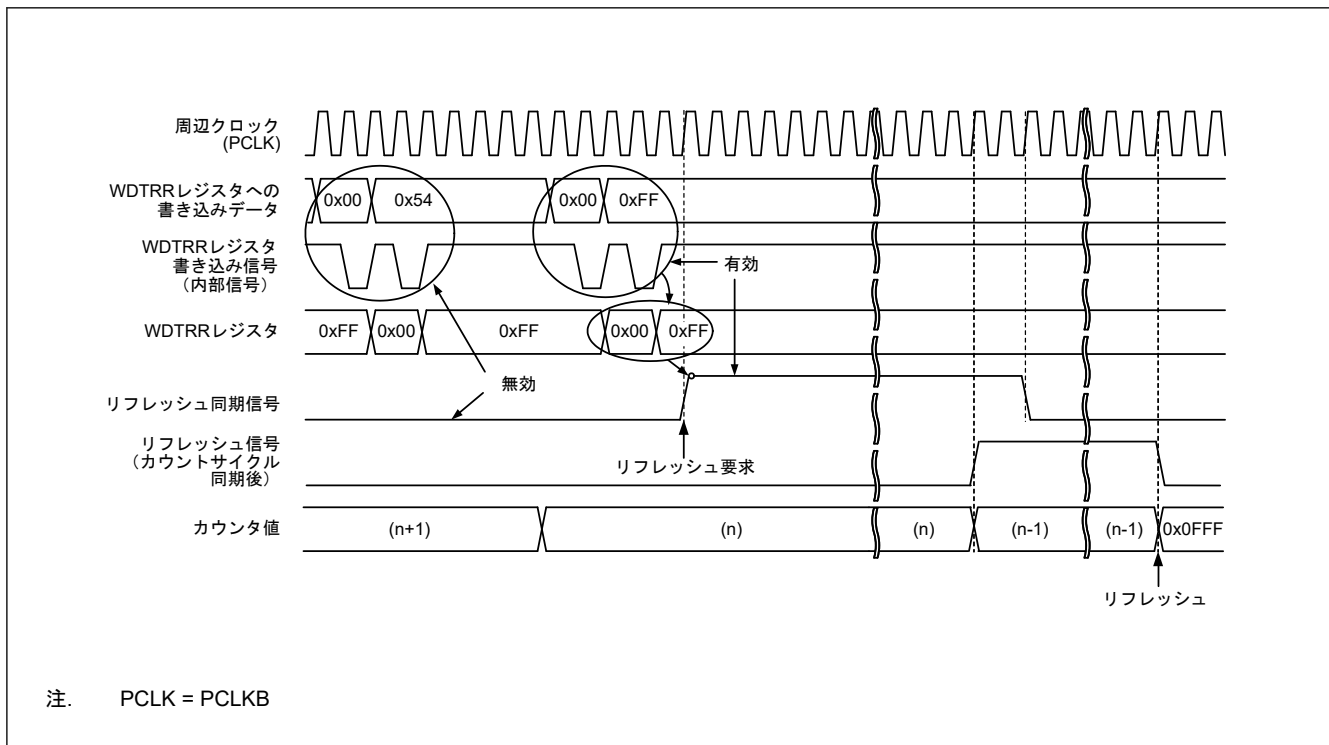 周辺クロック
(PCLK)
WDTRRレジスタへの
書き込みデータ
0x00 0x54 0x00 0xFF
WDTRRレジスタ
書き込み信号
（内部信号）
有効
WDTRRレジスタ
0xFF 0x00 0xFF 0x00 0xFF
無効
リフレッシュ同期信号
リフレッシュ要求
リフレッシュ信号
（カウントサイクル
同期後）
カウンタ値
(n+1) (n) (n) (n-1) (n-1) 0x0FFF
リフレッシュ
注. PCLK = PCLKB